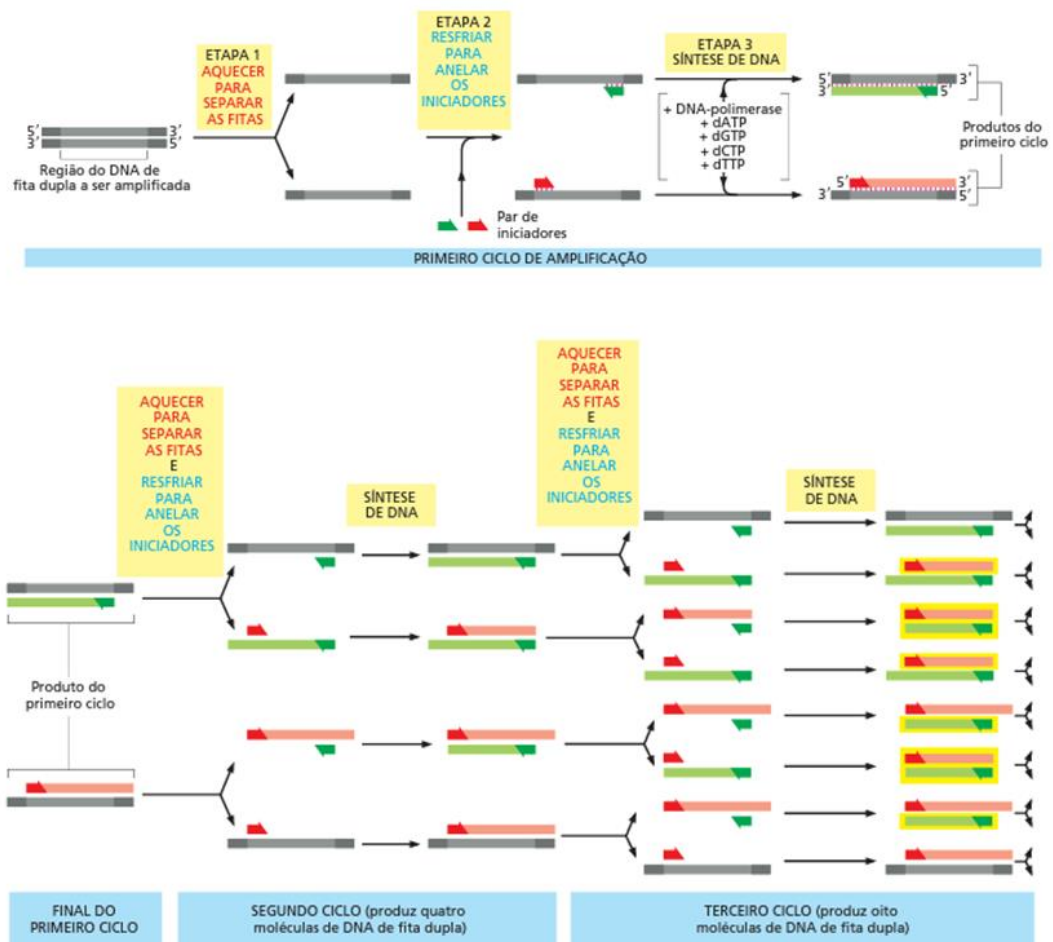 ETAPA 1
AQUECER
PARA
SEPARAR
AS FITAS
ETAPA 2
RESFRIAR
PARA
ANELAR
OS
INICIADORES
ETAPA 3
SÍNTESE DE DNA
5′
3′
3′
5′
Região do DNA de
fita dupla a ser amplificada
Par de
iniciadores
+ DNA-polimerase
+ dATP
+ dGTP
+ dCTP
+ dTTP
5′
3′
3′
5′
5′
3′
3′
5′
Produtos do
primeiro ciclo
PRIMEIRO CICLO DE AMPLIFICAÇÃO
AQUECER
PARA
SEPARAR
AS FITAS
E
RESFRIAR
PARA
ANELAR
OS
INICIADORES
SÍNTESE
DE DNA
AQUECER
PARA
SEPARAR
AS FITAS
E
RESFRIAR
PARA
ANELAR
OS
INICIADORES
SÍNTESE
DE DNA
Produto do
primeiro ciclo
FINAL DO
PRIMEIRO CICLO
SEGUNDO CICLO (produz quatro
moléculas de DNA de fita dupla)
TERCEIRO CICLO (produz oito
moléculas de DNA de fita dupla)